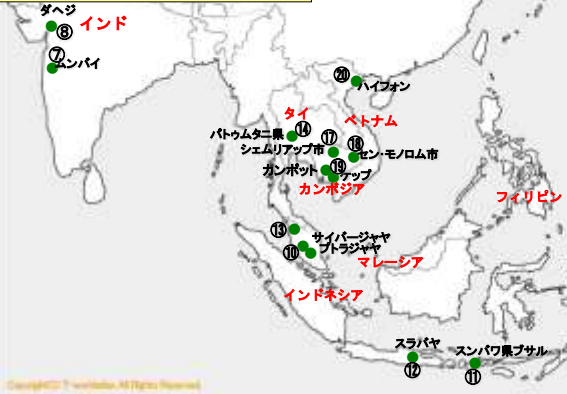 ダヘジ
⑧
インド
⑦
ムンバイ
⑳
ハイフォン
タイ
ベトナム
パトゥムタニ県
⑭
⑰
シェムリアップ市
⑱
セン・モノロム市
カンポット
⑲
ケップ
カンボジア
フィリピン
⑬
サイバージャヤ
⑩
プトラジャヤ
マレーシア
インドネシア
スラバヤ
⑫
スンバワ県ブサル
⑪
All Rights Reserved.